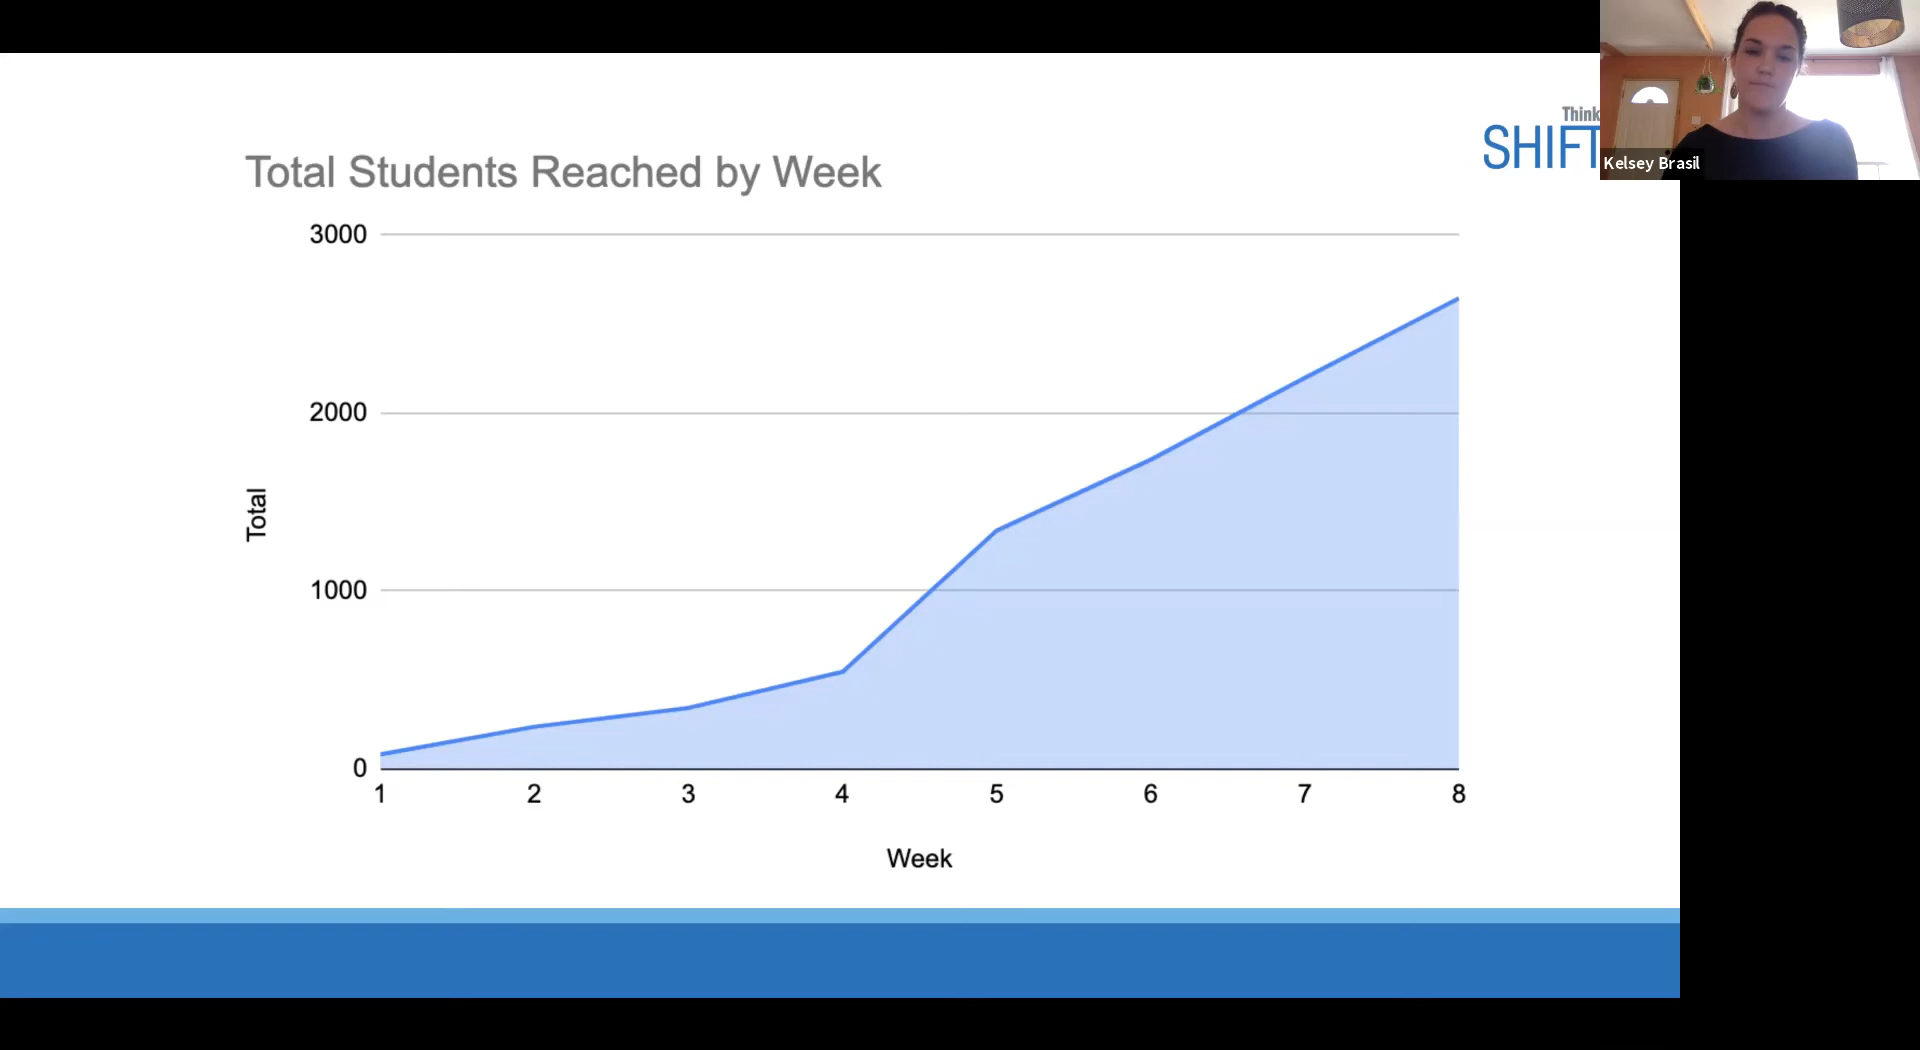 Think
SHIFT
Kelsey Brasil
Total Students Reached by Week
3000
2000
1000
0
Total
1 2 3 4 5 6 7 8
Week